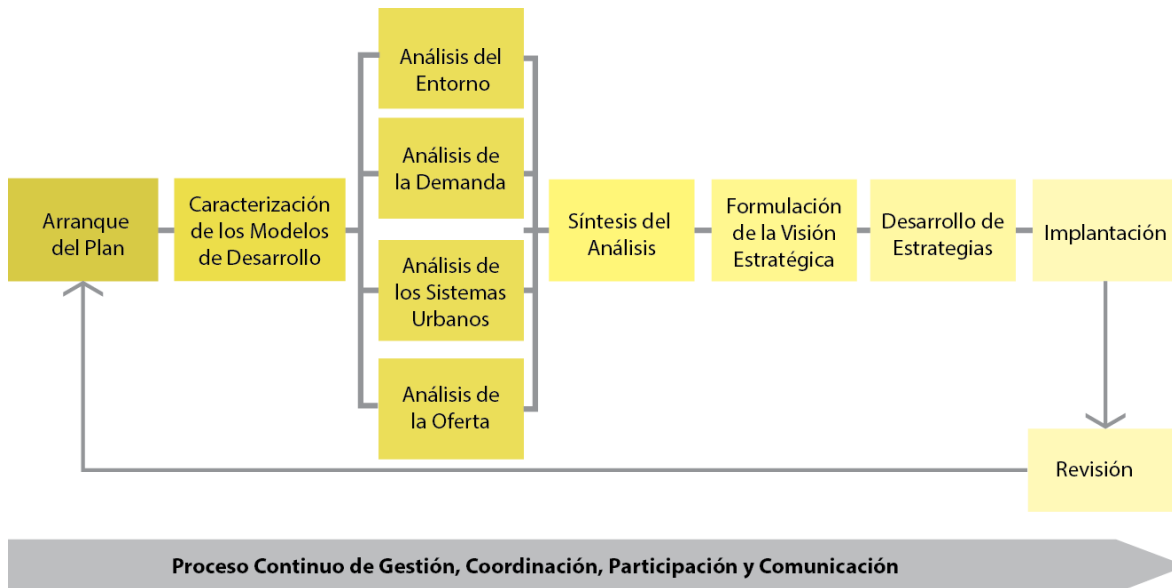 Arranque
del Plan
Caracterización
de los Modelos
de Desarrollo
Análisis del
Entorno
Análisis de
la Demanda
Análisis de
los Sistemas
Urbanos
Análisis de
la Oferta
Síntesis del
Análisis
Formulación
de la Visión
Estratégica
Desarrollo de
Estrategias
Implantación
Revisión
Proceso Continuo de Gestión, Coordinación, Participación y Comunicación